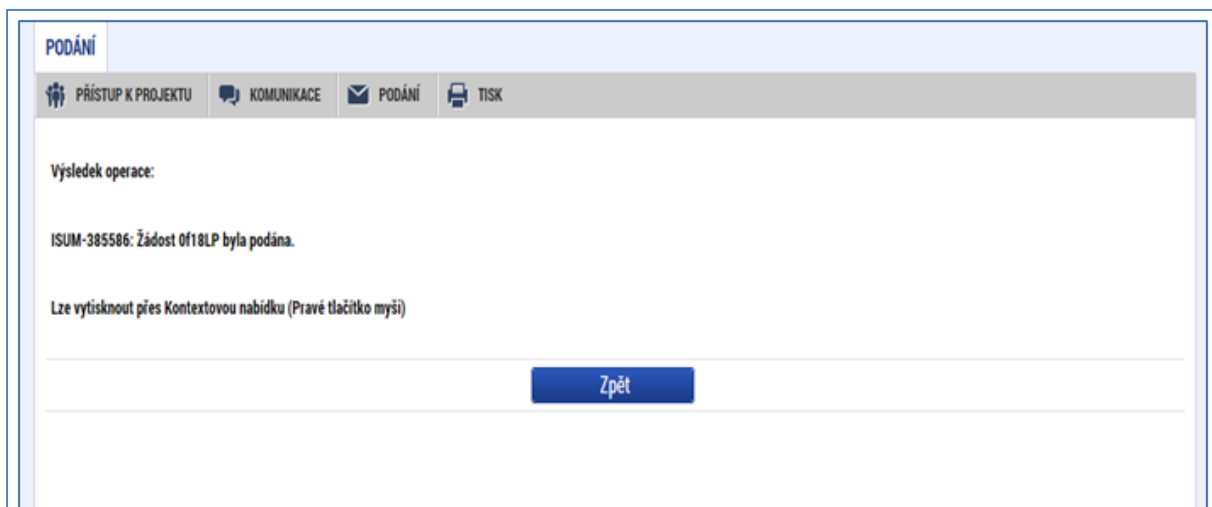 PODÁNÍ
PŘÍSTUP K PROJEKTU KOMUNIKACE PODÁNÍ TISK
Výsledek operace:
ISUM-385586: Žádost 0f18LP byla podána.
Lze vytisknout přes Kontextovou nabídku (Pravé tlačítko myši)
Zpět